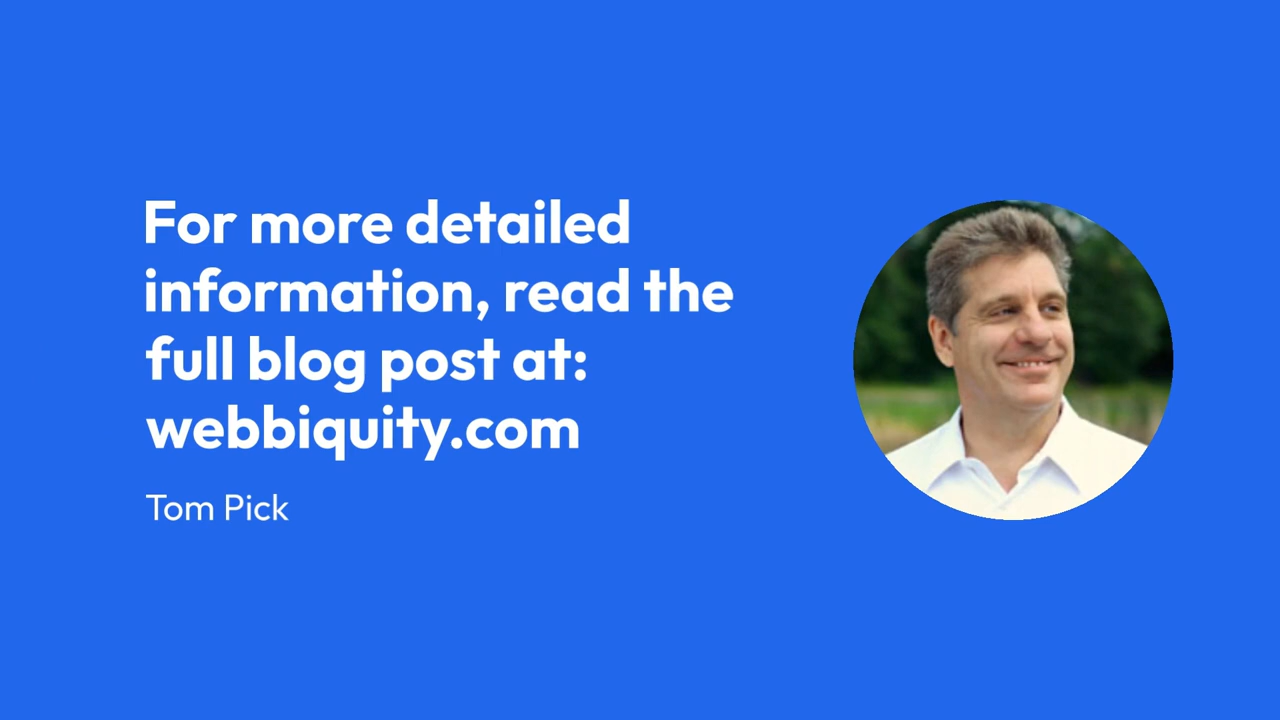 For more detailed
information, read the
full blog post at:
webbiquity.com
Tom Pick